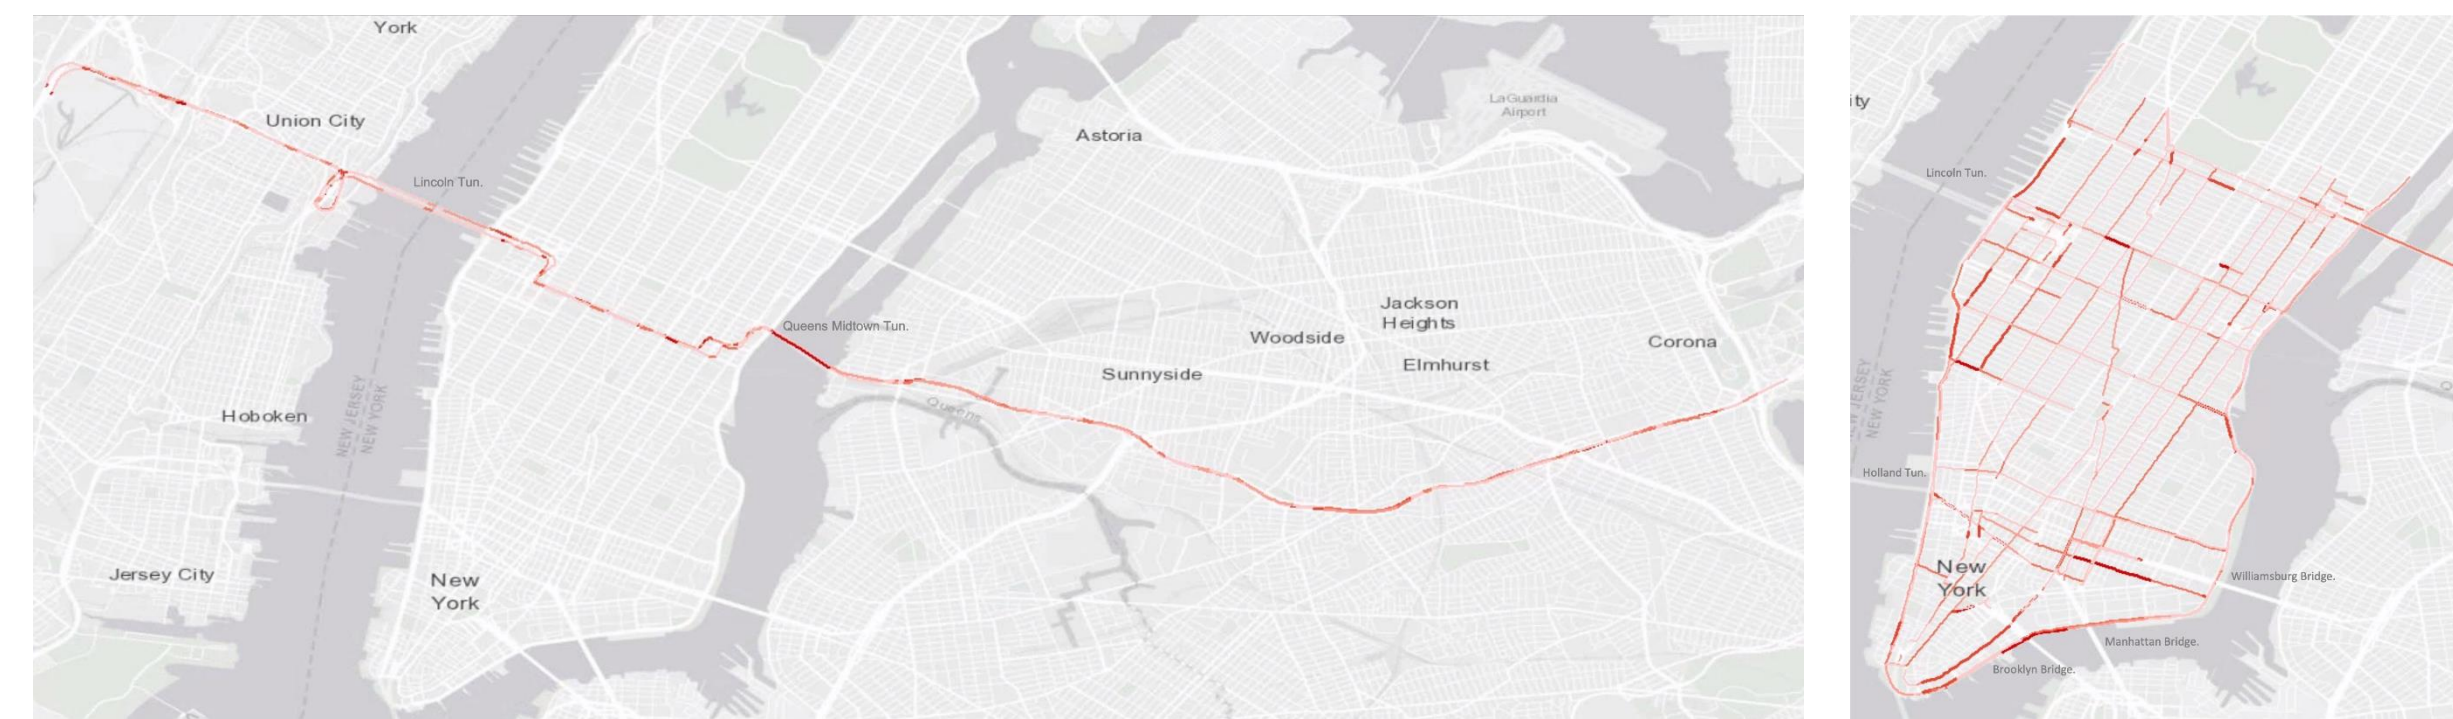 York
Union City
Lincoln Tun.
LaGuardia
Airport
Astoria
Jackson
Heights
Queens Midtown Tun.
Woodside
Corona
Elmhurst
Sunnyside
Queens
Hoboken
NEW JERSEY
NEW YORK
Jersey City
New
York
ity
Lincoln Tun.
NEW JERSEY
NEW YORK
Holland Tun.
New
York
Williamsburg Bridge.
Manhattan Bridge.
Brooklyn Bridge.